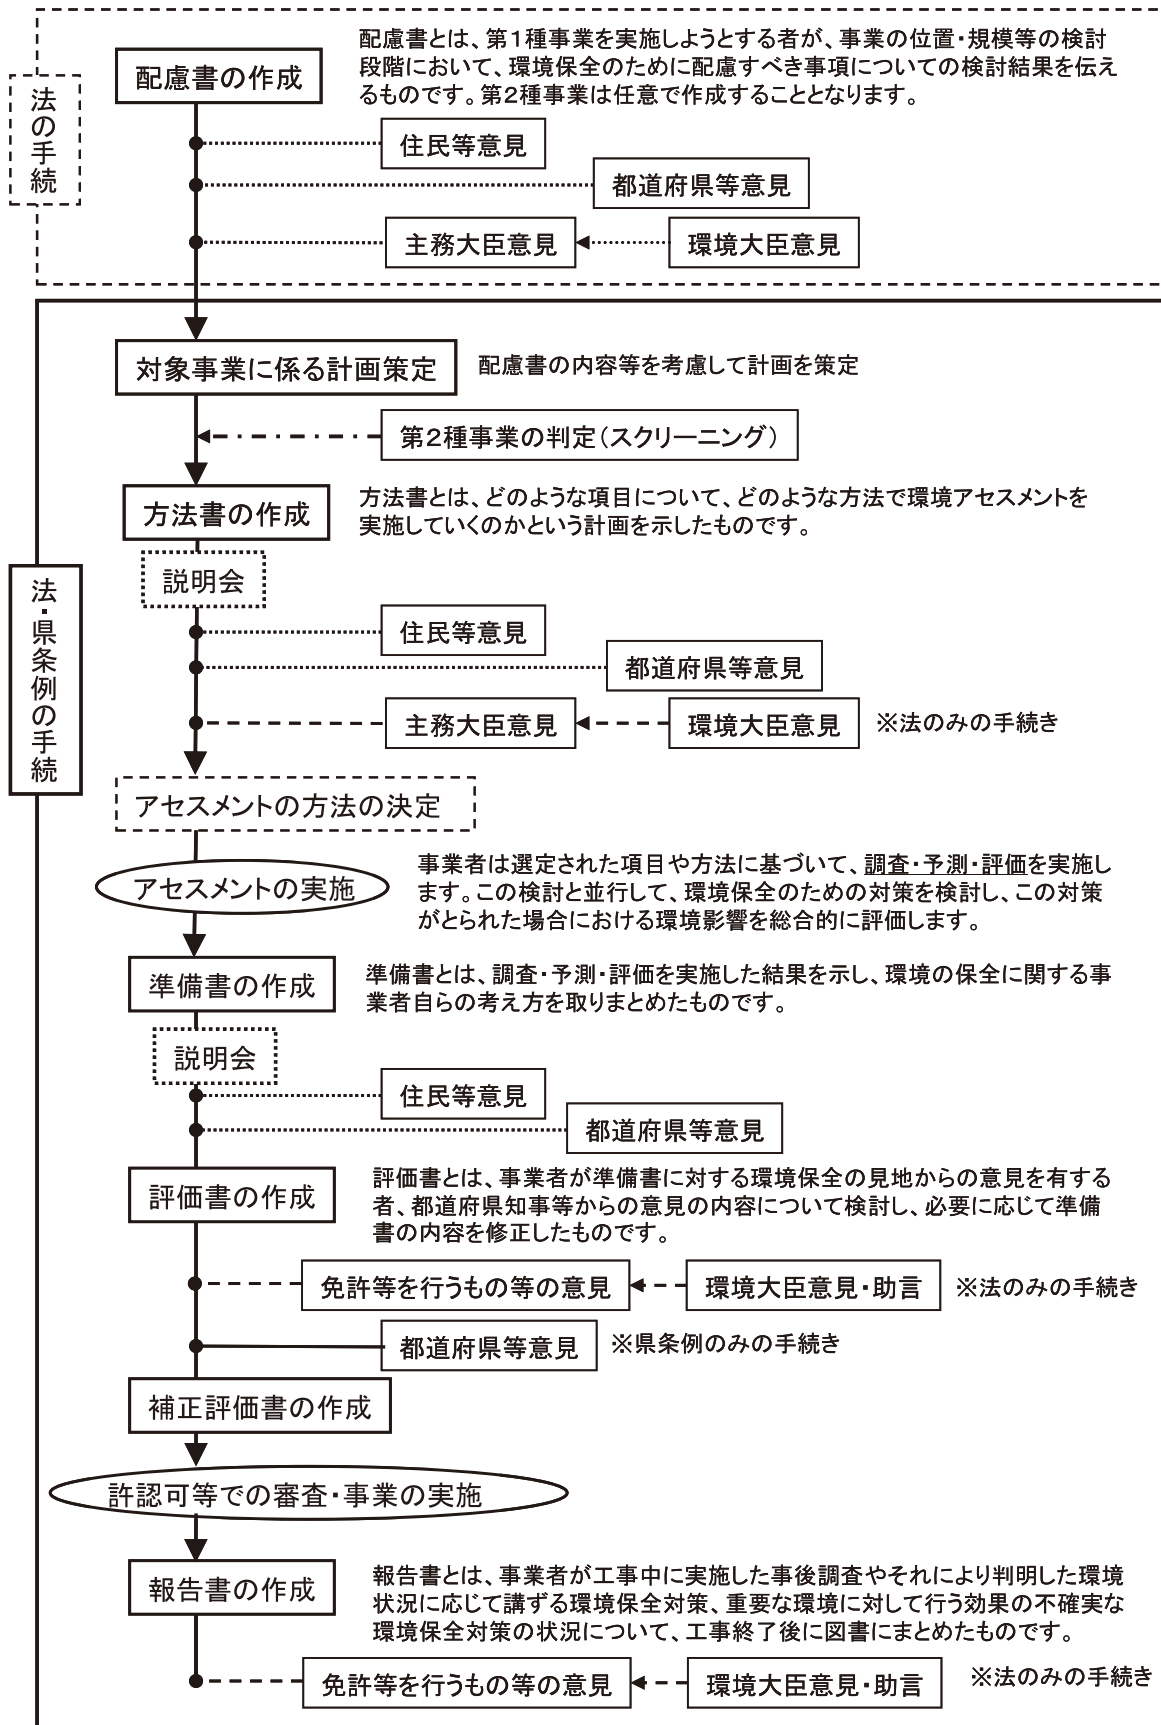 法の手続
配慮書の作成
配慮書とは、第1種事業を実施しようとする者が、事業の位置・規模等の検討
段階において、環境保全のために配慮すべき事項についての検討結果を伝え
るものです。第2種事業は任意で作成することとなります。
住民等意見
都道府県等意見
主務大臣意見
環境大臣意見
法・県条例の手続
対象事業に係る計画策定
配慮書の内容等を考慮して計画を策定
第2種事業の判定(スクリーニング)
方法書の作成
方法書とは、どのような項目について、どのような方法で環境アセスメントを
実施していくのかという計画を示したものです。
説明会
住民等意見
都道府県等意見
主務大臣意見
環境大臣意見
※法のみの手続き
アセスメントの方法の決定
アセスメントの実施
事業者は選定された項目や方法に基づいて、調査・予測・評価を実施し
ます。この検討と並行して、環境保全のための対策を検討し、この対策
がとられた場合における環境影響を総合的に評価します。
準備書の作成
準備書とは、調査・予測・評価を実施した結果を示し、環境の保全に関する事
業者自らの考え方を取りまとめたものです。
説明会
住民等意見
都道府県等意見
評価書の作成
評価書とは、事業者が準備書に対する環境保全の見地からの意見を有する
者、都道府県知事等からの意見の内容について検討し、必要に応じて準備
書の内容を修正したものです。
免許等を行うもの等の意見
環境大臣意見・助言
※法のみの手続き
都道府県等意見
※県条例のみの手続き
補正評価書の作成
許認可等での審査・事業の実施
報告書の作成
報告書とは、事業者が工事中に実施した事後調査やそれにより判明した環境
状況に応じて講ずる環境保全対策、重要な環境に対して行う効果の不確実な
環境保全対策の状況について、工事終了後に図書にまとめたものです。
免許等を行うもの等の意見
環境大臣意見・助言
※法のみの手続き